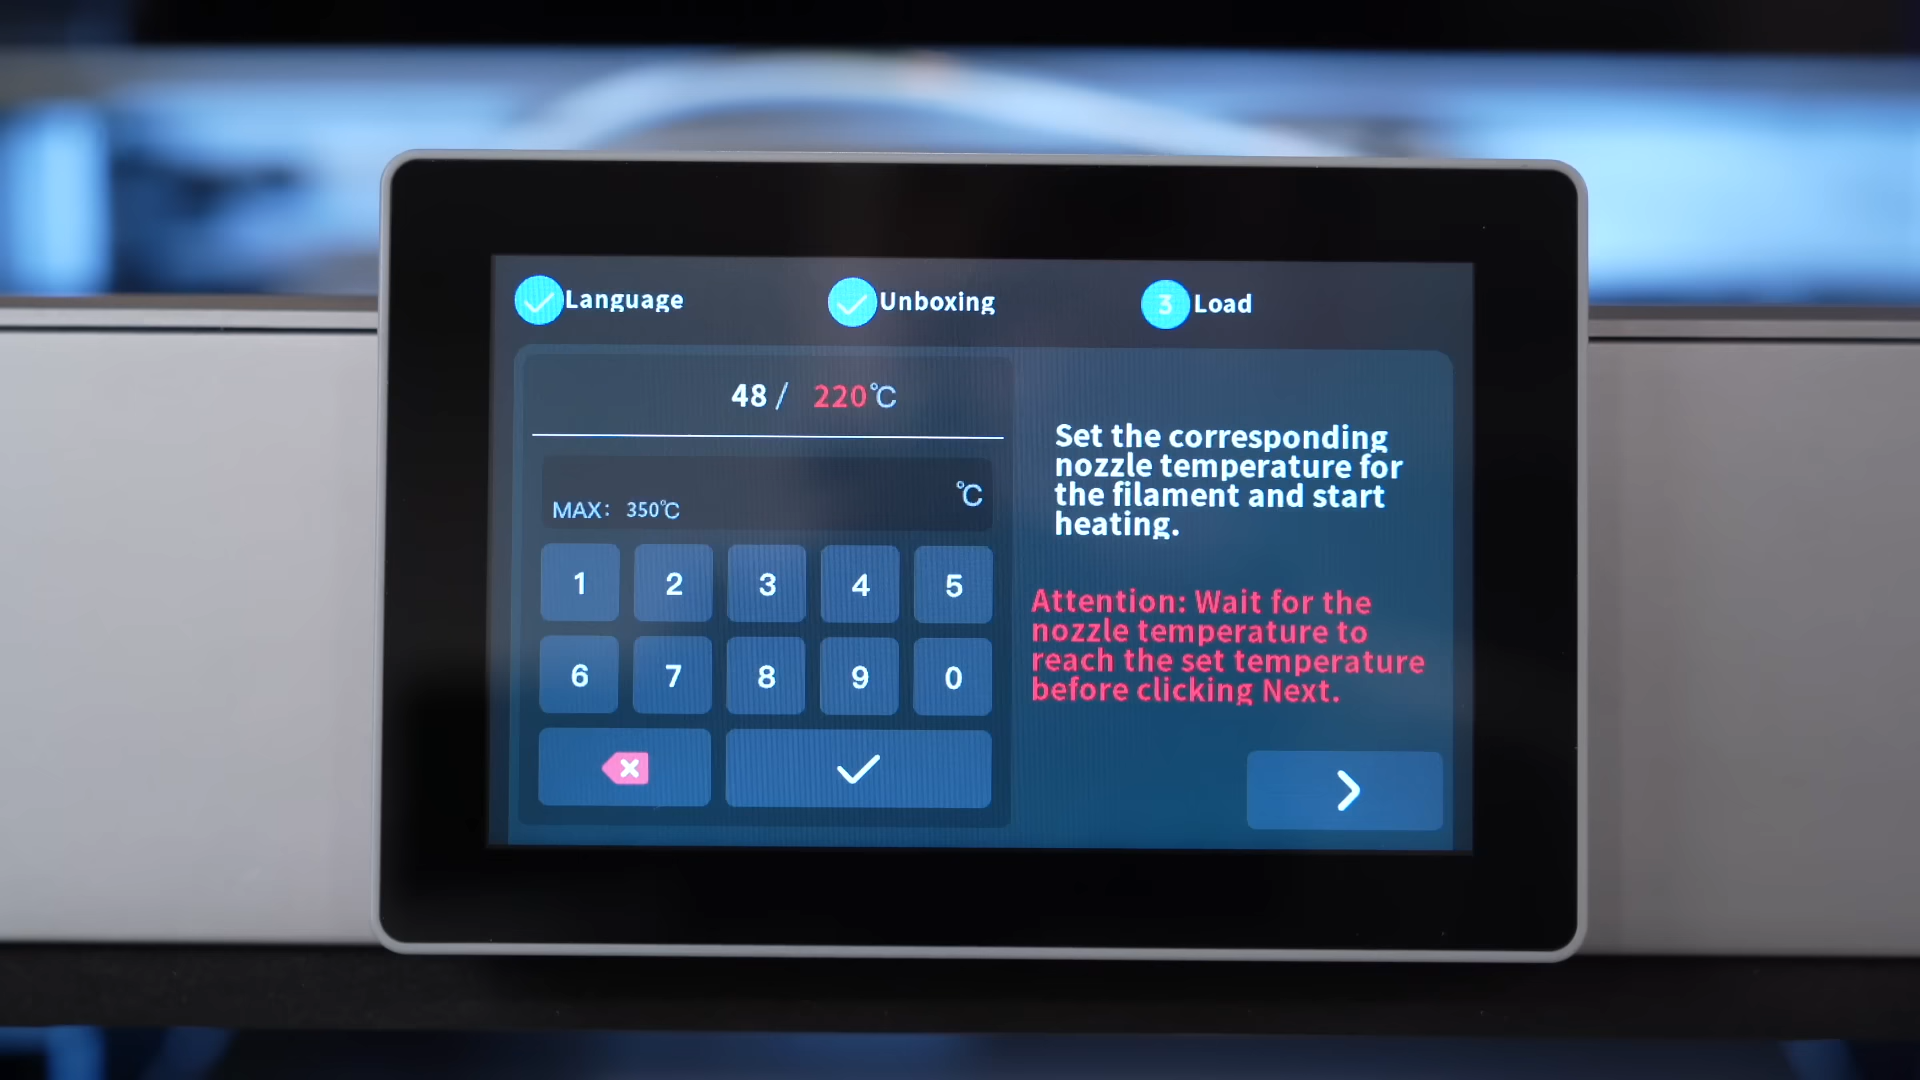 Language
Unboxing
3 Load
48 / 220℃
℃
MAX: 350℃
1 2 3 4 5
6 7 8 9 0
Set the corresponding
nozzle temperature for
the filament and start
heating.
Attention: Wait for the
nozzle temperature to
reach the set temperature
before clicking Next.